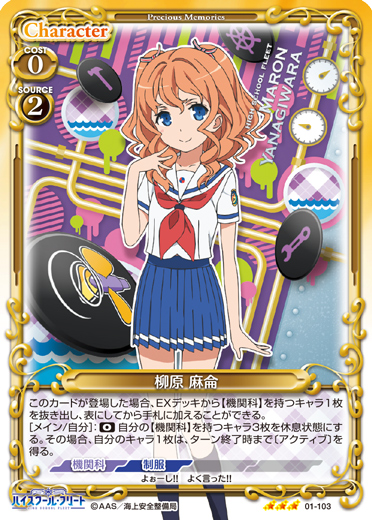 Precious Memories
Character
COST
0
SOURCE
2
HIGH SCHOOL FLEET
MARON
YANAGIWARA
柳原 麻侖
このカードが登場した場合、EXデッキから【機関科】を持つキャラ1枚
を抜き出し、表にしてから手札に加えることができる。
[メイン/自分]:0 自分の【機関科】を持つキャラ3枚を休息状態に
する。その場合、自分のキャラ1枚は、ターン終了時まで〔アクティブ〕を
得る。
機関科 制服
よぉーし!! よく言った!!
ハイスクール・フリート
HIGH SCHOOL FLEET
©AAS/海上安全整備局
01-103